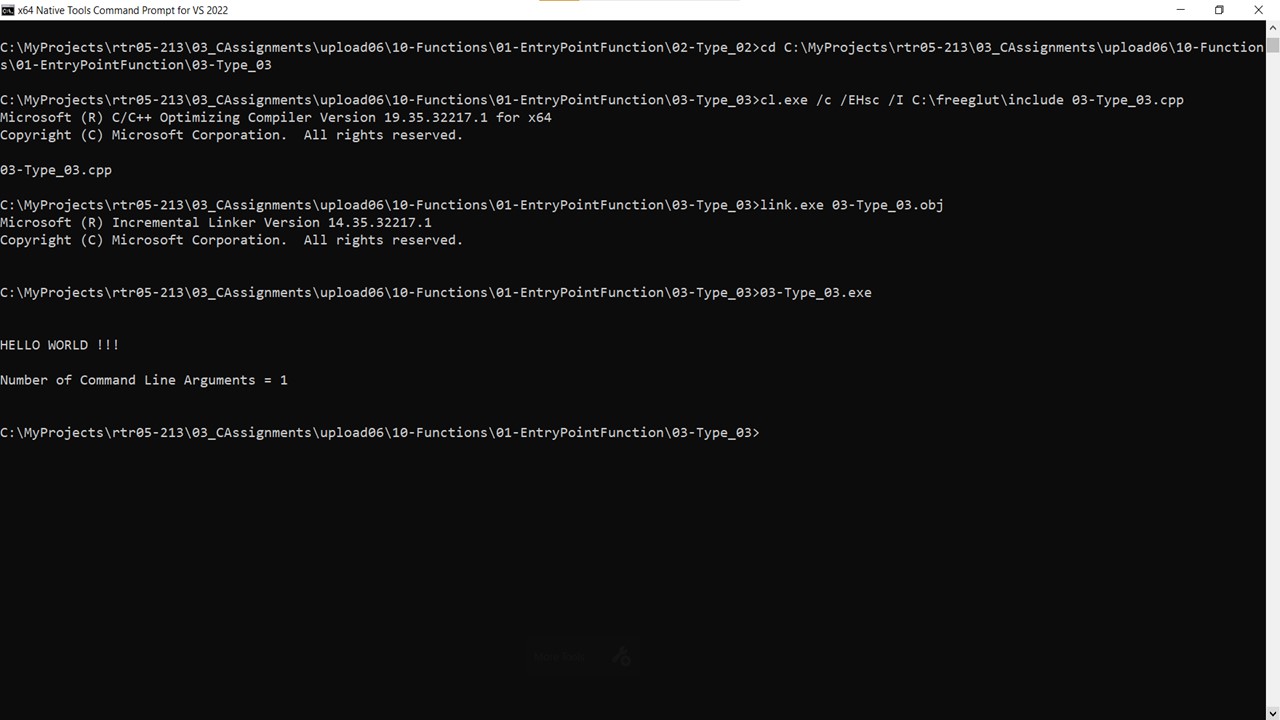 x64 Native Tools Command Prompt for VS 2022
C:\MyProjects\rtr05-213\03_CAssignments\upload06\10-Functions\01-EntryPointFunction\02-Type_02>cd C:\MyProjects\rtr05-213\03_CAssignments\upload06\10-Function
s\01-EntryPointFunction\03-Type_03
C:\MyProjects\rtr05-213\03_CAssignments\upload06\10-Functions\01-EntryPointFunction\03-Type_03>cl.exe /c /EHsc /I C:\freeglut\include 03-Type_03.cpp
Microsoft (R) C/C++ Optimizing Compiler Version 19.35.32217.1 for x64
Copyright (C) Microsoft Corporation.  All rights reserved.
03-Type_03.cpp
C:\MyProjects\rtr05-213\03_CAssignments\upload06\10-Functions\01-EntryPointFunction\03-Type_03>link.exe 03-Type_03.obj
Microsoft (R) Incremental Linker Version 14.35.32217.1
Copyright (C) Microsoft Corporation.  All rights reserved.
C:\MyProjects\rtr05-213\03_CAssignments\upload06\10-Functions\01-EntryPointFunction\03-Type_03>03-Type_03.exe
HELLO WORLD !!!
Number of Command Line Arguments = 1
C:\MyProjects\rtr05-213\03_CAssignments\upload06\10-Functions\01-EntryPointFunction\03-Type_03>